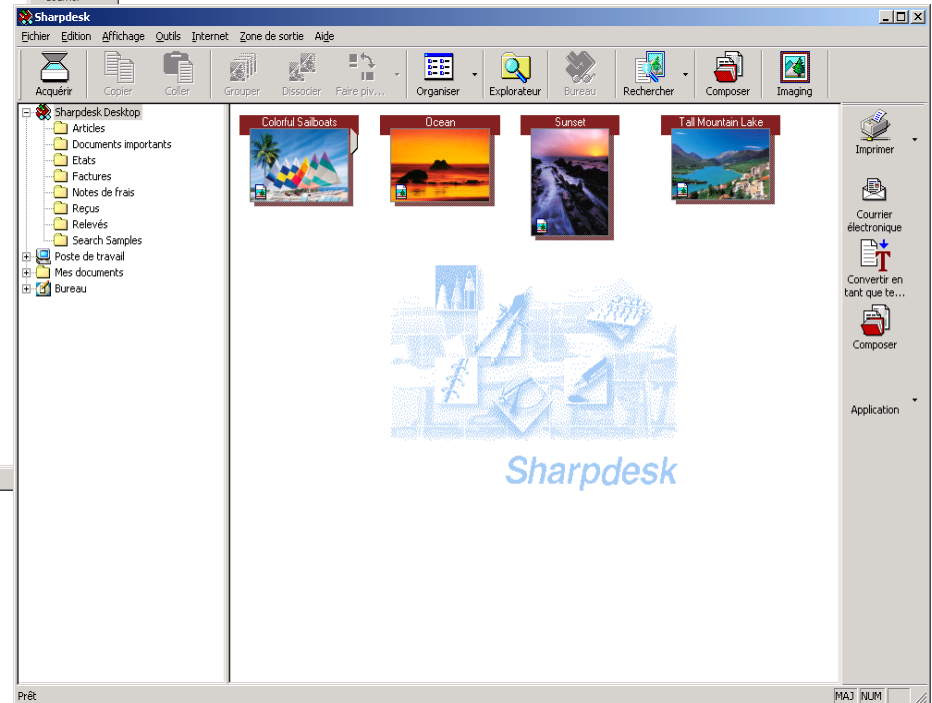 Sharpdesk
Fichier Edition Affichage Outils Internet Zone de sortie Aide
Acquérir Copier Coller Grouper Dissocier Faire piv... Organiser Explorateur Bureau Rechercher Composer Imaging
Sharpdesk Desktop
Articles
Documents importants
Etats
Factures
Notes de frais
Reçus
Relevés
Search Samples
Poste de travail
Mes documents
Bureau
Colorful Sailboats Ocean Sunset Tall Mountain Lake
Sharpdesk
Imprimer
Courrier
électronique
Convertir en
tant que te...
Composer
Application
Prêt MAJ NUM